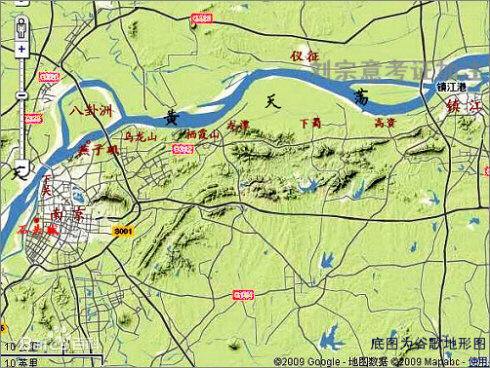 仪征
刘宗意考证
镇江港
镇江
八卦洲
黄
天
荡
燕子矶
乌龙山
栖霞山
龙潭
下蜀
高资
天
下关
南京
石头城
S001
10 公里
10 英里
底图为谷歌地形图
©2009 Google - 地图数据 ©2009 Mapabc - 使用